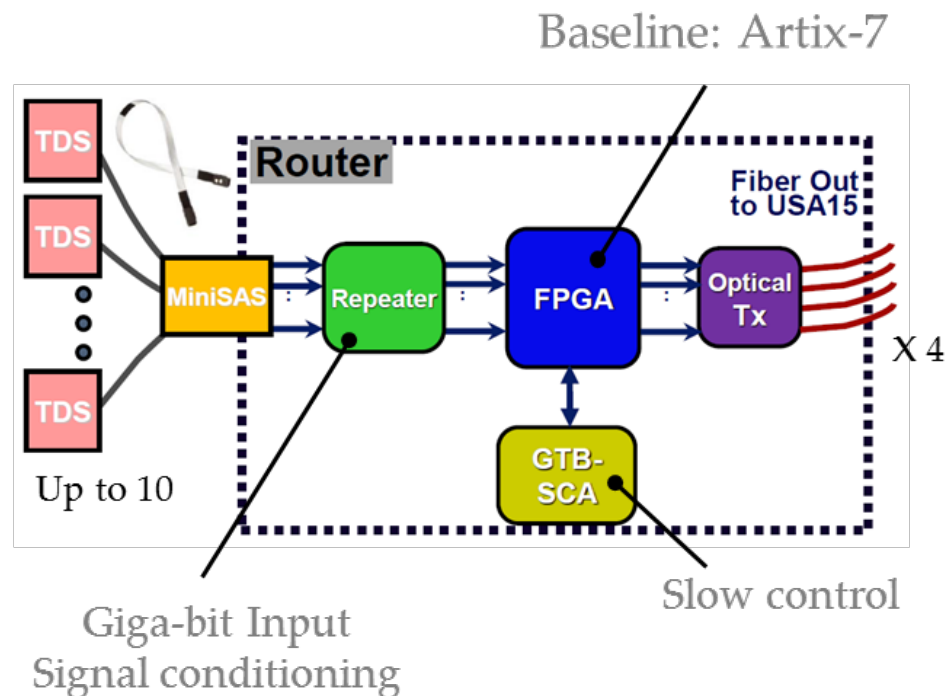 Baseline: Artix-7
TDS
Router
Fiber Out
to USA15
TDS
MiniSAS
Repeater
FPGA
Optical
Tx
X 4
TDS
GTB-
SCA
Up to 10
Slow control
Giga-bit Input
Signal conditioning